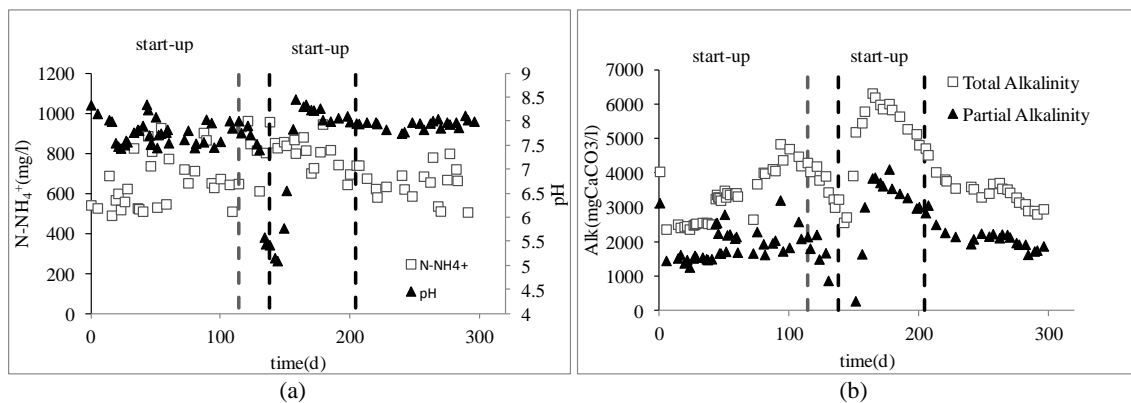 start-up start-up
1200
1000
800
600
400
200
0
N-NH₄⁺(mg/l)
9
8.5
8
7.5
7
6.5
6
5.5
5
4.5
4
pH
N-NH4+
pH
0 100 200 300
time(d)
(a)
start-up start-up
7000
6000
5000
4000
3000
2000
1000
0
Alk(mgCaCO3/l)
Total Alkalinity
Partial Alkalinity
0 100 200 300
time(d)
(b)